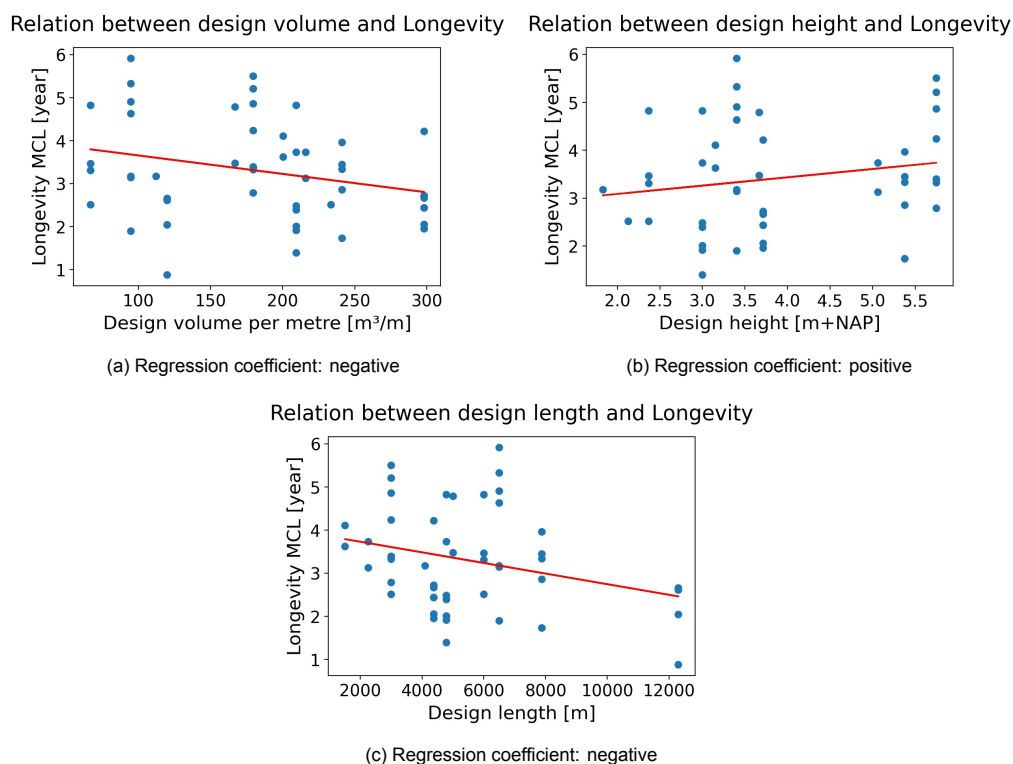 Relation between design volume and Longevity
Longevity MCL [year]
6
5
4
3
2
1
100 150 200 250 300
Design volume per metre [m³/m]
(a) Regression coefficient: negative
Relation between design height and Longevity
Longevity MCL [year]
6
5
4
3
2
2.0 2.5 3.0 3.5 4.0 4.5 5.0 5.5
Design height [m+NAP]
(b) Regression coefficient: positive
Relation between design length and Longevity
Longevity MCL [year]
6
5
4
3
2
1
2000 4000 6000 8000 10000 12000
Design length [m]
(c) Regression coefficient: negative